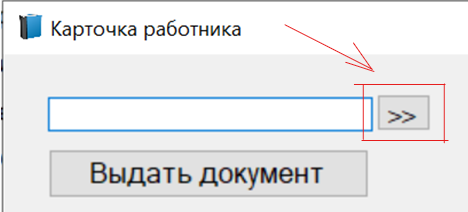 Карточка работника
>>
Выдать документ